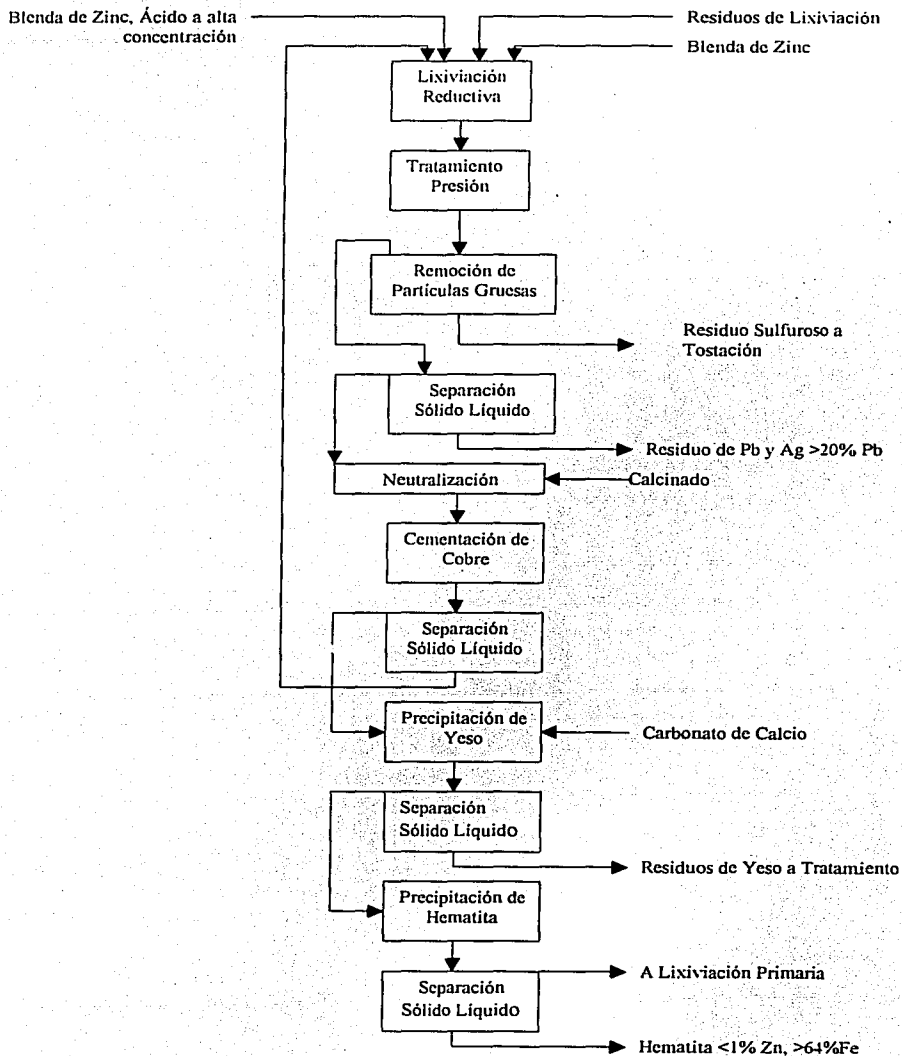 Blenda de Zinc, Ácido a alta
concentración
Residuos de Lixiviación
Blenda de Zinc
Lixiviación
Reductiva
Tratamiento
Presión
Remoción de
Partículas Gruesas
Residuo Sulfuroso a
Tostación
Separación
Sólido Líquido
Residuo de Pb y Ag >20% Pb
Neutralización
Calcinado
Cementación de
Cobre
Separación
Sólido Líquido
Precipitación de
Yeso
Carbonato de Calcio
Separación
Sólido Líquido
Residuos de Yeso a Tratamiento
Precipitación de
Hematita
A Lixiviación Primaria
Separación
Sólido Líquido
Hematita <1% Zn, >64%Fe